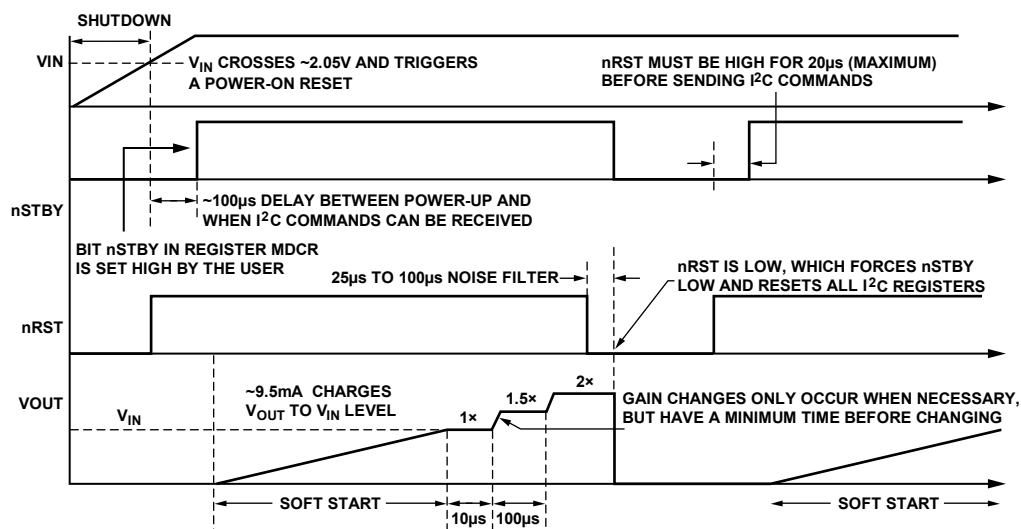 SHUTDOWN
VIN
VIN CROSSES ~2.05V AND TRIGGERS
A POWER-ON RESET
nRST MUST BE HIGH FOR 20µs (MAXIMUM)
BEFORE SENDING I2C COMMANDS
nSTBY
~100µs DELAY BETWEEN POWER-UP AND
WHEN I2C COMMANDS CAN BE RECEIVED
BIT nSTBY IN REGISTER MDCR
IS SET HIGH BY THE USER
25µs TO 100µs NOISE FILTER
nRST IS LOW, WHICH FORCES nSTBY
LOW AND RESETS ALL I2C REGISTERS
nRST
VOUT
~9.5mA CHARGES
VOUT TO VIN LEVEL
VIN
1×
1.5×
2×
GAIN CHANGES ONLY OCCUR WHEN NECESSARY,
BUT HAVE A MINIMUM TIME BEFORE CHANGING
SOFT START
10µs
100µs
SOFT START